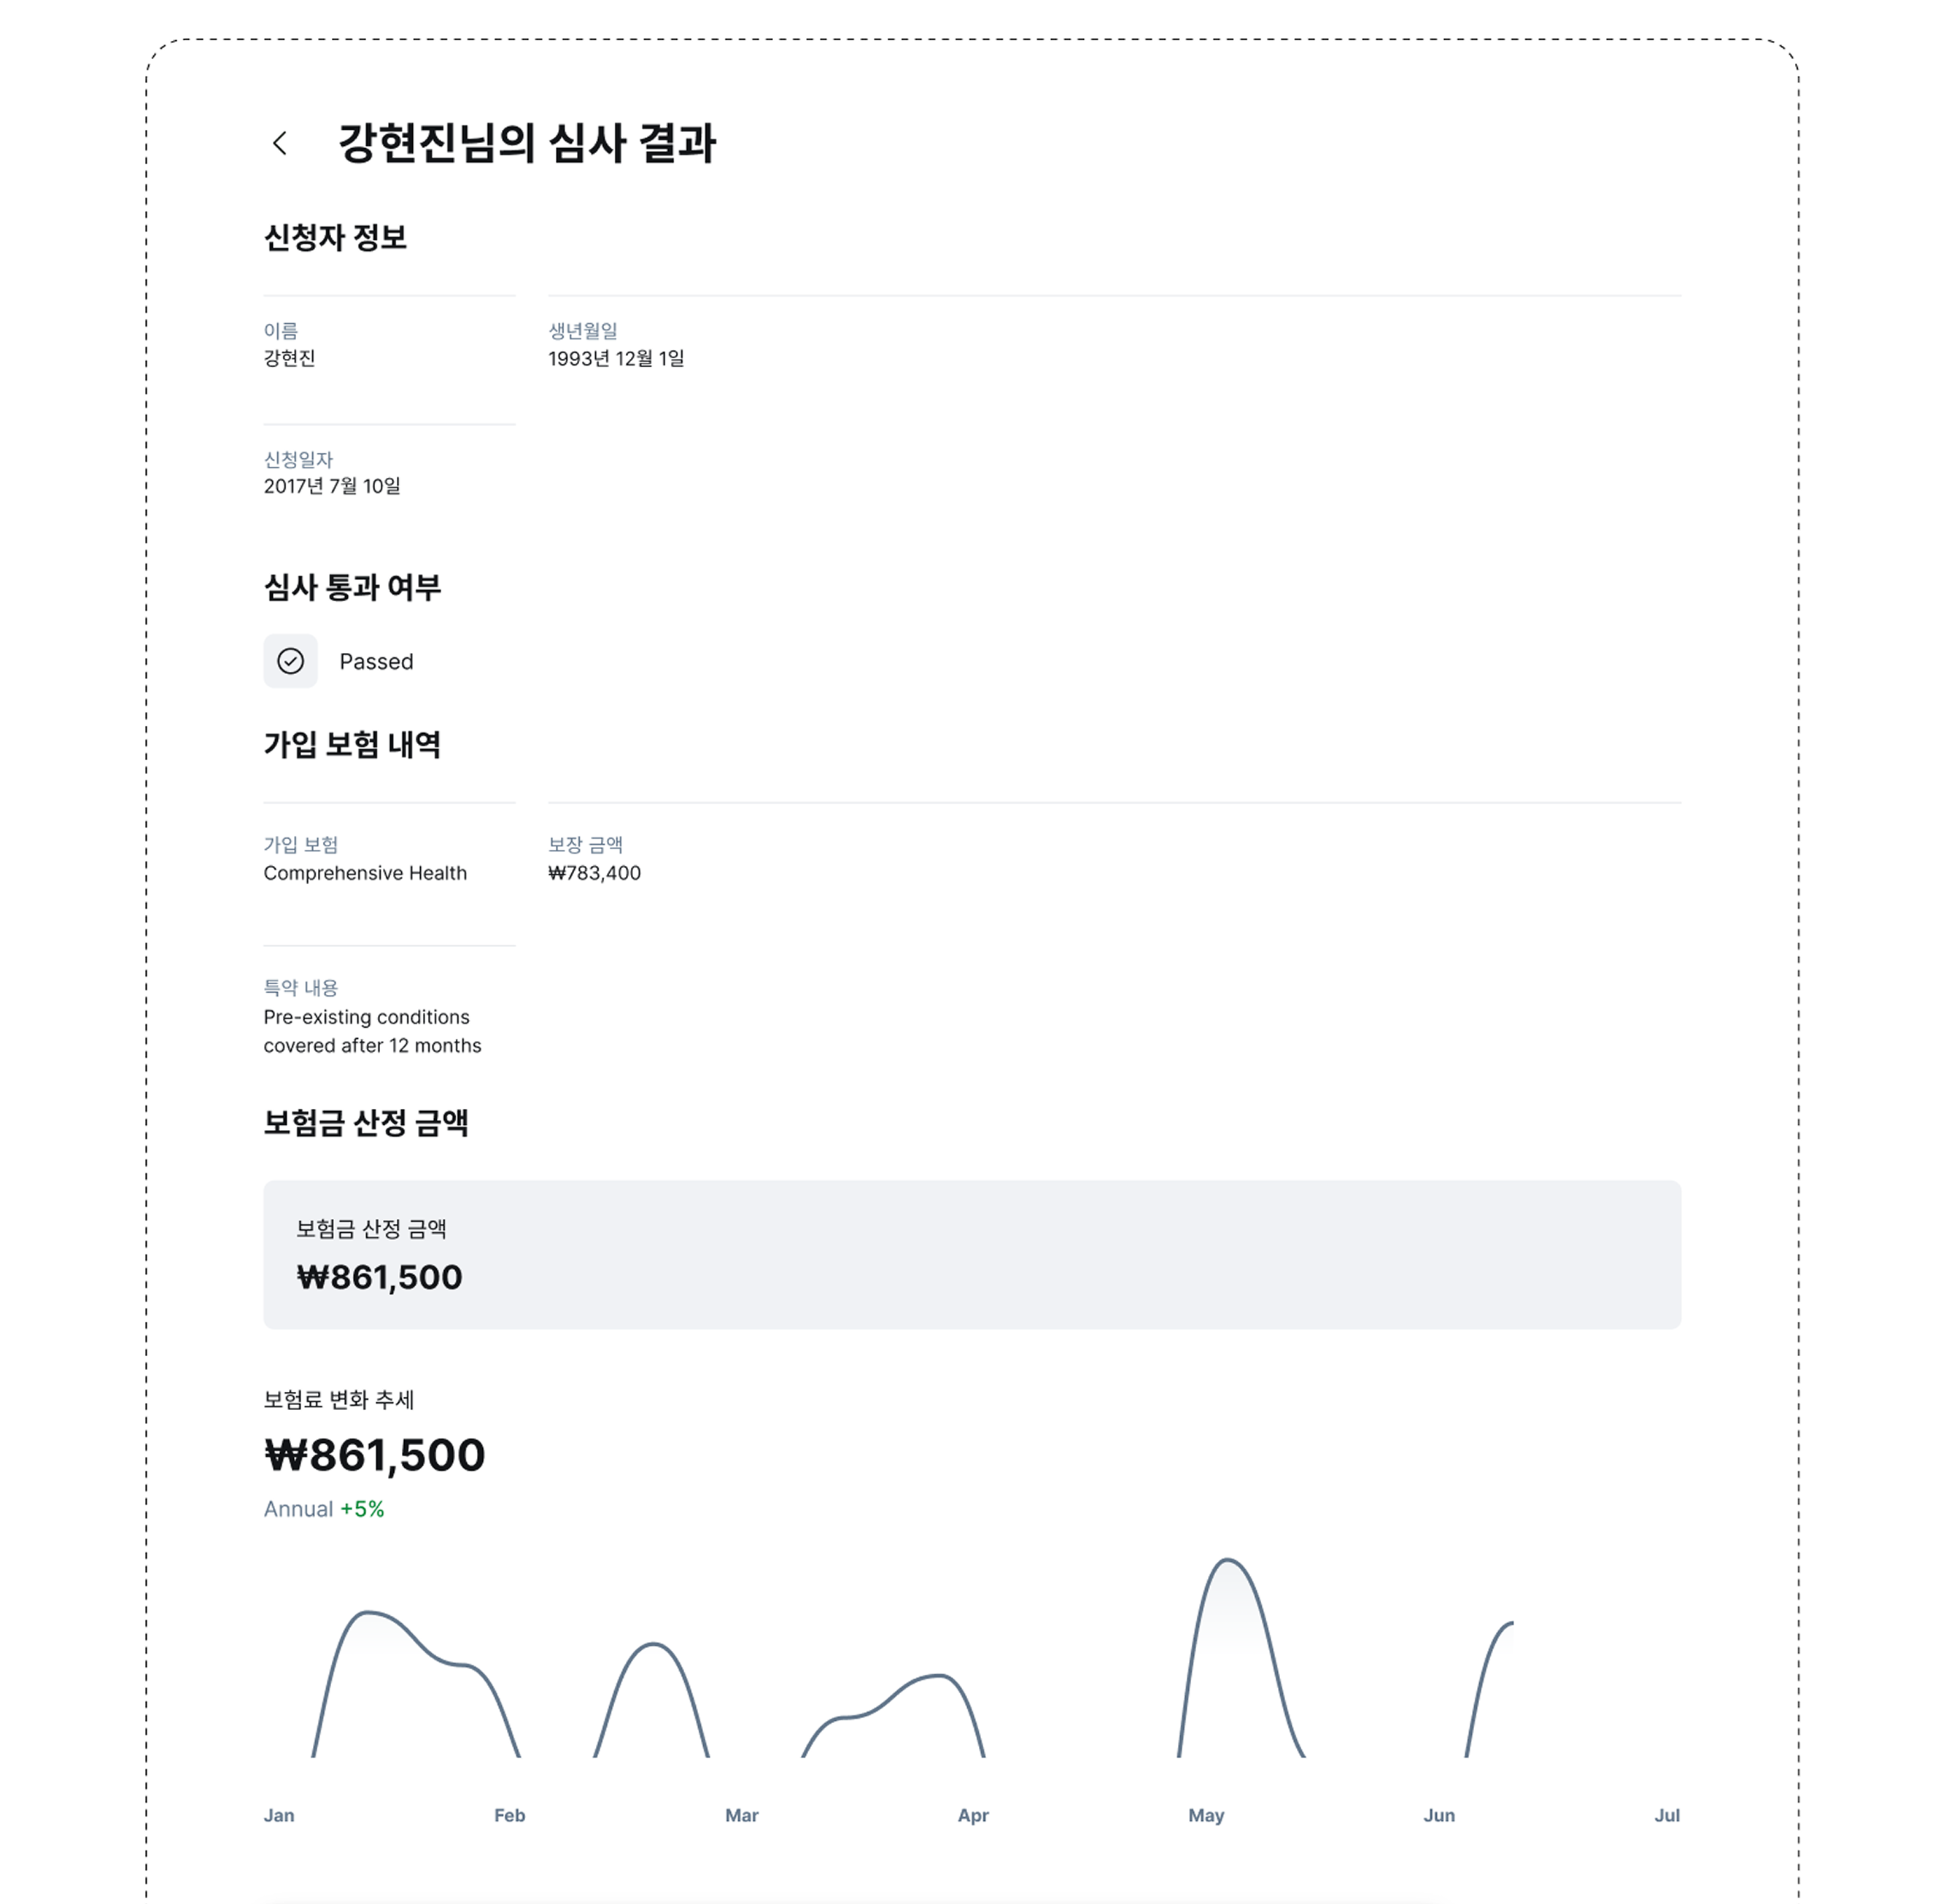 강현진님의 심사 결과
신청자 정보
이름
강현진
생년월일
1993년 12월 1일
신청일자
2017년 7월 10일
심사 통과 여부
Passed
가입 보험 내역
가입 보험
Comprehensive Health
보장 금액
₩783,400
특약 내용
Pre-existing conditions
covered after 12 months
보험금 산정 금액
보험금 산정 금액
₩861,500
보험료 변화 추세
₩861,500
Annual +5%
Jan Feb Mar Apr May Jun Jul